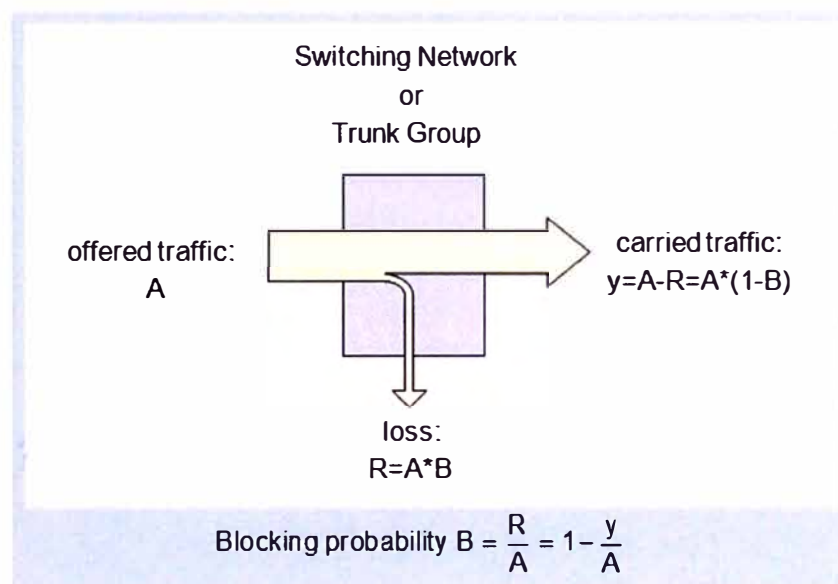 Switching Network
or
Trunk Group
offered traffic:
A
carried traffic:
y=A-R=A*(1-B)
loss:
R=A*B
Blocking probability B = R/A = 1 - y/A